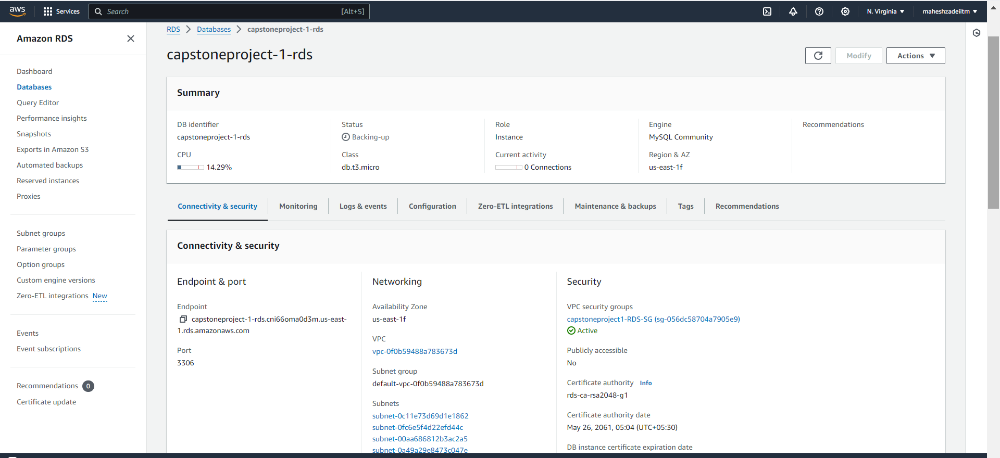 aws
Services
Search
[Alt+S]
N. Virginia
maheshzadeiitm
Amazon RDS
Dashboard
Databases
Query Editor
Performance insights
Snapshots
Exports in Amazon S3
Automated backups
Reserved instances
Proxies
Subnet groups
Parameter groups
Option groups
Custom engine versions
Zero-ETL integrations New
Events
Event subscriptions
Recommendations 0
Certificate update
RDS
Databases
capstoneproject-1-rds
capstoneproject-1-rds
Modify
Actions
Summary
DB identifier
capstoneproject-1-rds
CPU
14.29%
Status
Backing-up
Class
db.t3.micro
Role
Instance
Current activity
0 Connections
Engine
MySQL Community
Region & AZ
us-east-1f
Recommendations
Connectivity & security
Monitoring
Logs & events
Configuration
Zero-ETL integrations
Maintenance & backups
Tags
Recommendations
Connectivity & security
Endpoint & port
Endpoint
capstoneproject-1-rds.cni66oma0d3m.us-east-
1.rds.amazonaws.com
Port
3306
Networking
Availability Zone
us-east-1f
VPC
vpc-0f0b59488a783673d
Subnet group
default-vpc-0f0b59488a783673d
Subnets
subnet-0c11e73d69d1e1862
subnet-0fc6e5f4d22efd44c
subnet-00aa686812b3ac2a5
subnet-0a49a29e8473c047e
Security
VPC security groups
capstoneproject1-RDS-SG (sg-056dc58704a7905e9)
Active
Publicly accessible
No
Certificate authority Info
rds-ca-rsa2048-g1
Certificate authority date
May 26, 2061, 05:04 (UTC+05:30)
DB instance certificate expiration date